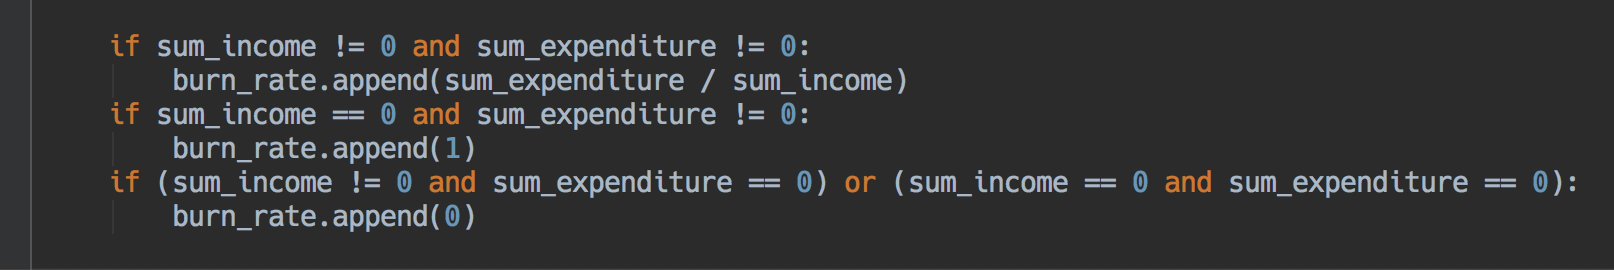 if sum_income != 0 and sum_expenditure != 0:
    burn_rate.append(sum_expenditure / sum_income)
if sum_income == 0 and sum_expenditure != 0:
    burn_rate.append(1)
if (sum_income != 0 and sum_expenditure == 0) or (sum_income == 0 and sum_expenditure == 0):
    burn_rate.append(0)